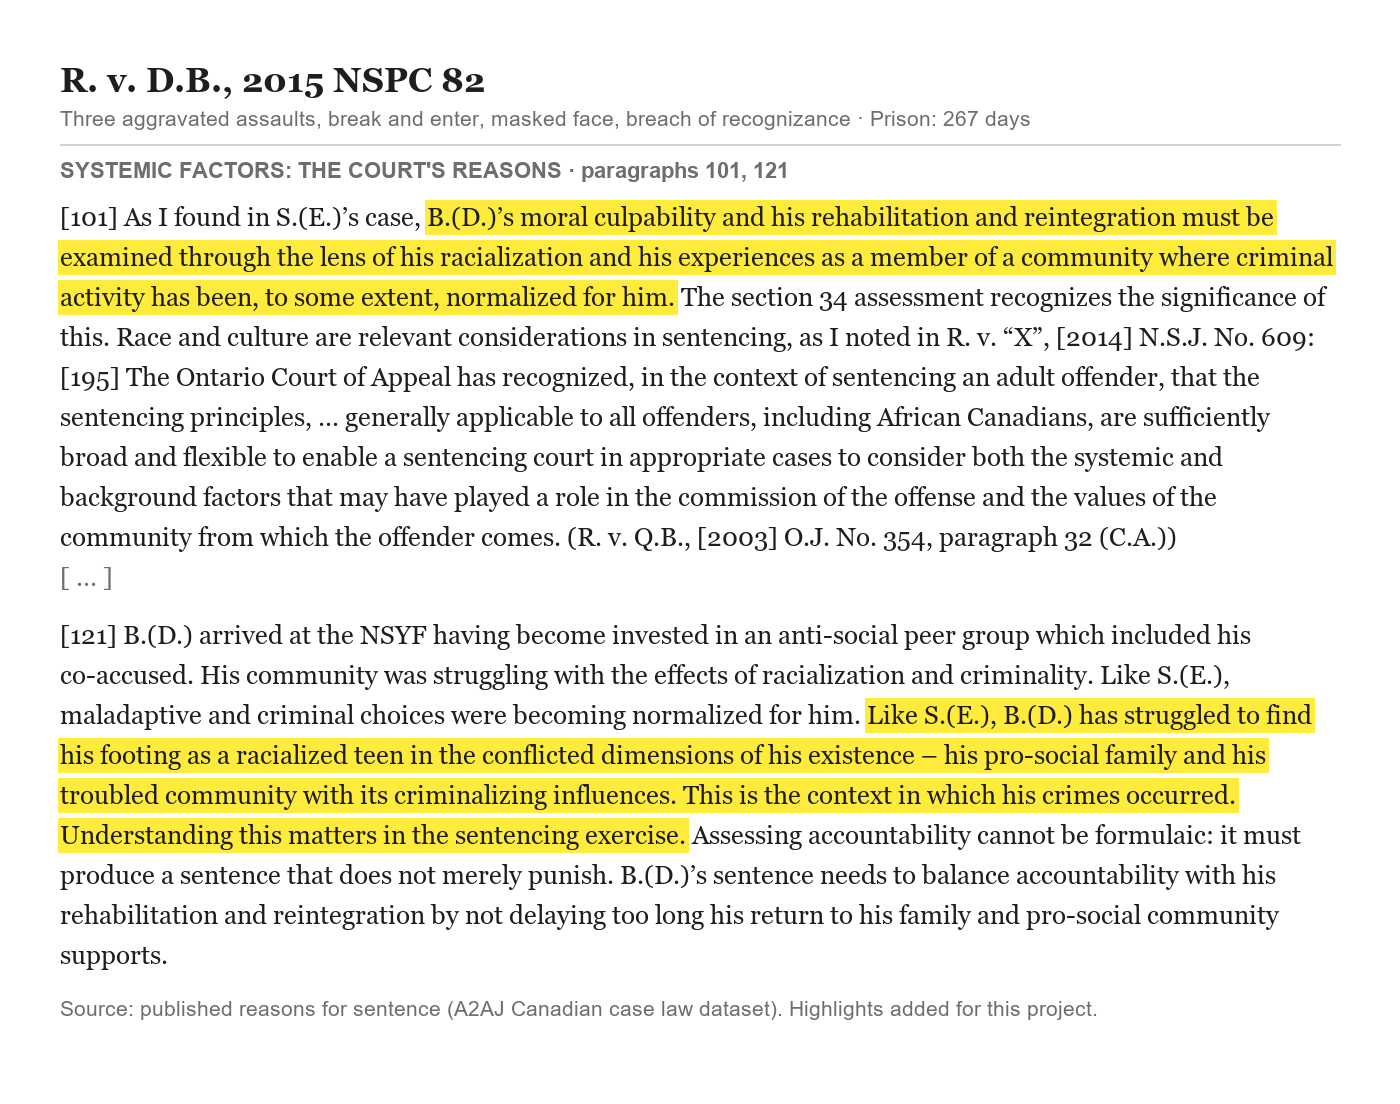 R. v. D.B., 2015 NSPC 82
Three aggravated assaults, break and enter, masked face, breach of recognizance · Prison: 267 days
SYSTEMIC FACTORS: THE COURT'S REASONS · paragraphs 101, 121
[101] As I found in S.(E.)’s case, B.(D.)’s moral culpability and his rehabilitation and reintegration must be
examined through the lens of his racialization and his experiences as a member of a community where criminal
activity has been, to some extent, normalized for him. The section 34 assessment recognizes the significance of
this. Race and culture are relevant considerations in sentencing, as I noted in R. v. “X”, [2014] N.S.J. No. 609:
[195] The Ontario Court of Appeal has recognized, in the context of sentencing an adult offender, that the
sentencing principles, ... generally applicable to all offenders, including African Canadians, are sufficiently
broad and flexible to enable a sentencing court in appropriate cases to consider both the systemic and
background factors that may have played a role in the commission of the offense and the values of the
community from which the offender comes. (R. v. Q.B., [2003] O.J. No. 354, paragraph 32 (C.A.))
[ ... ]
[121] B.(D.) arrived at the NSYF having become invested in an anti-social peer group which included his
co-accused. His community was struggling with the effects of racialization and criminality. Like S.(E.),
maladaptive and criminal choices were becoming normalized for him. Like S.(E.), B.(D.) has struggled to find
his footing as a racialized teen in the conflicted dimensions of his existence – his pro-social family and his
troubled community with its criminalizing influences. This is the context in which his crimes occurred.
Understanding this matters in the sentencing exercise. Assessing accountability cannot be formulaic: it must
produce a sentence that does not merely punish. B.(D.)’s sentence needs to balance accountability with his
rehabilitation and reintegration by not delaying too long his return to his family and pro-social community
supports.
Source: published reasons for sentence (A2AJ Canadian case law dataset). Highlights added for this project.